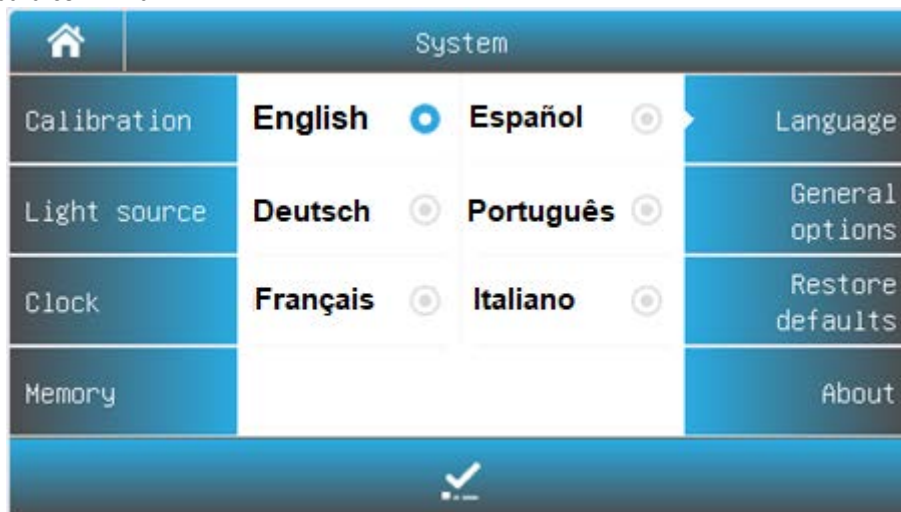 System
Calibration
English
Español
Language
Light source
Deutsch
Português
General
options
Clock
Français
Italiano
Restore
defaults
Memory
About